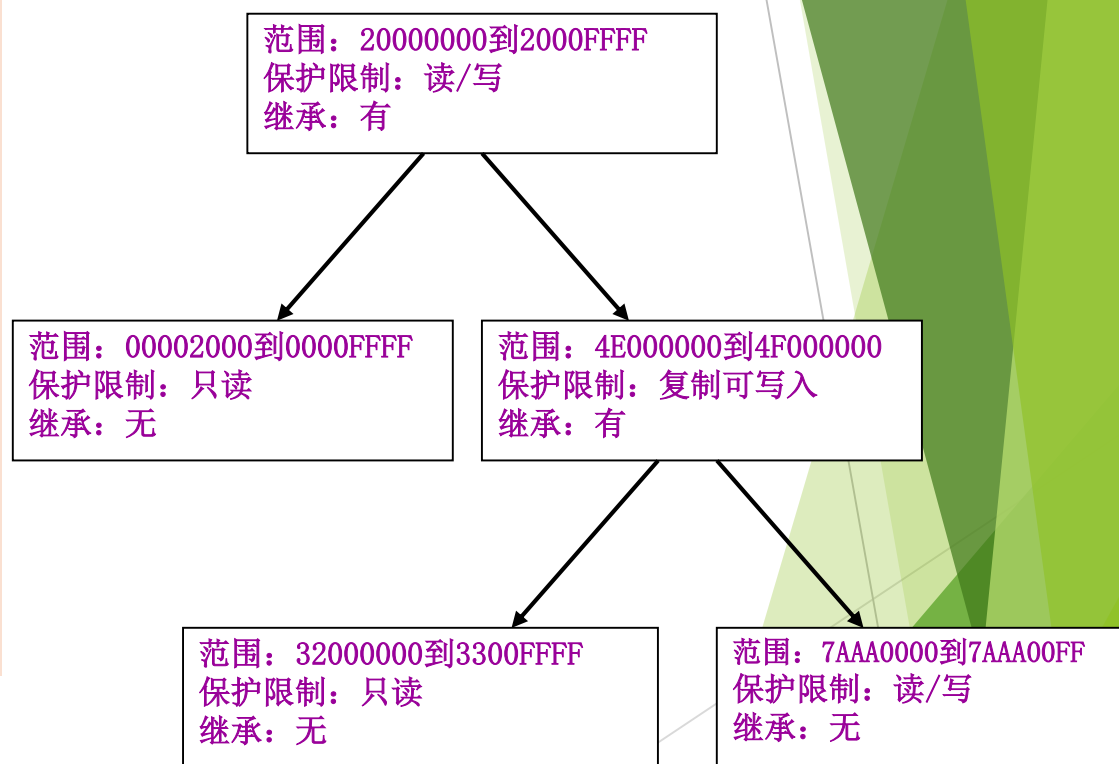 范围：20000000到2000FFFF
保护限制：读/写
继承：有
范围：00002000到0000FFFF
保护限制：只读
继承：无
范围：4E000000到4F000000
保护限制：复制可写入
继承：有
范围：32000000到3300FFFF
保护限制：只读
继承：无
范围：7AAA0000到7AAA00FF
保护限制：读/写
继承：无